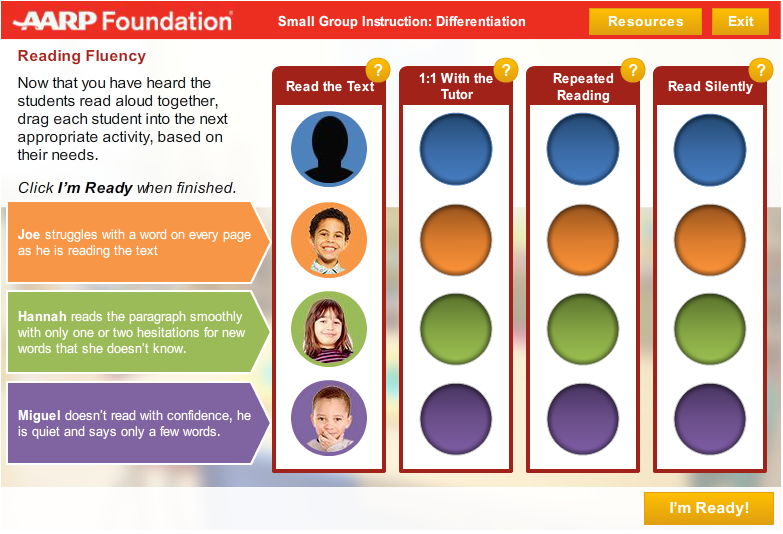 AARP Foundation®
Small Group Instruction: Differentiation
Resources
Exit
Reading Fluency
Now that you have heard the
students read aloud together,
drag each student into the next
appropriate activity, based on
their needs.
Click I'm Ready when finished.
Read the Text
?
1:1 With the
Tutor
?
Repeated
Reading
?
Read Silently
?
Joe struggles with a word on every page
as he is reading the text
Hannah reads the paragraph smoothly
with only one or two hesitations for new
words that she doesn't know.
Miguel doesn't read with confidence, he
is quiet and says only a few words.
I'm Ready!